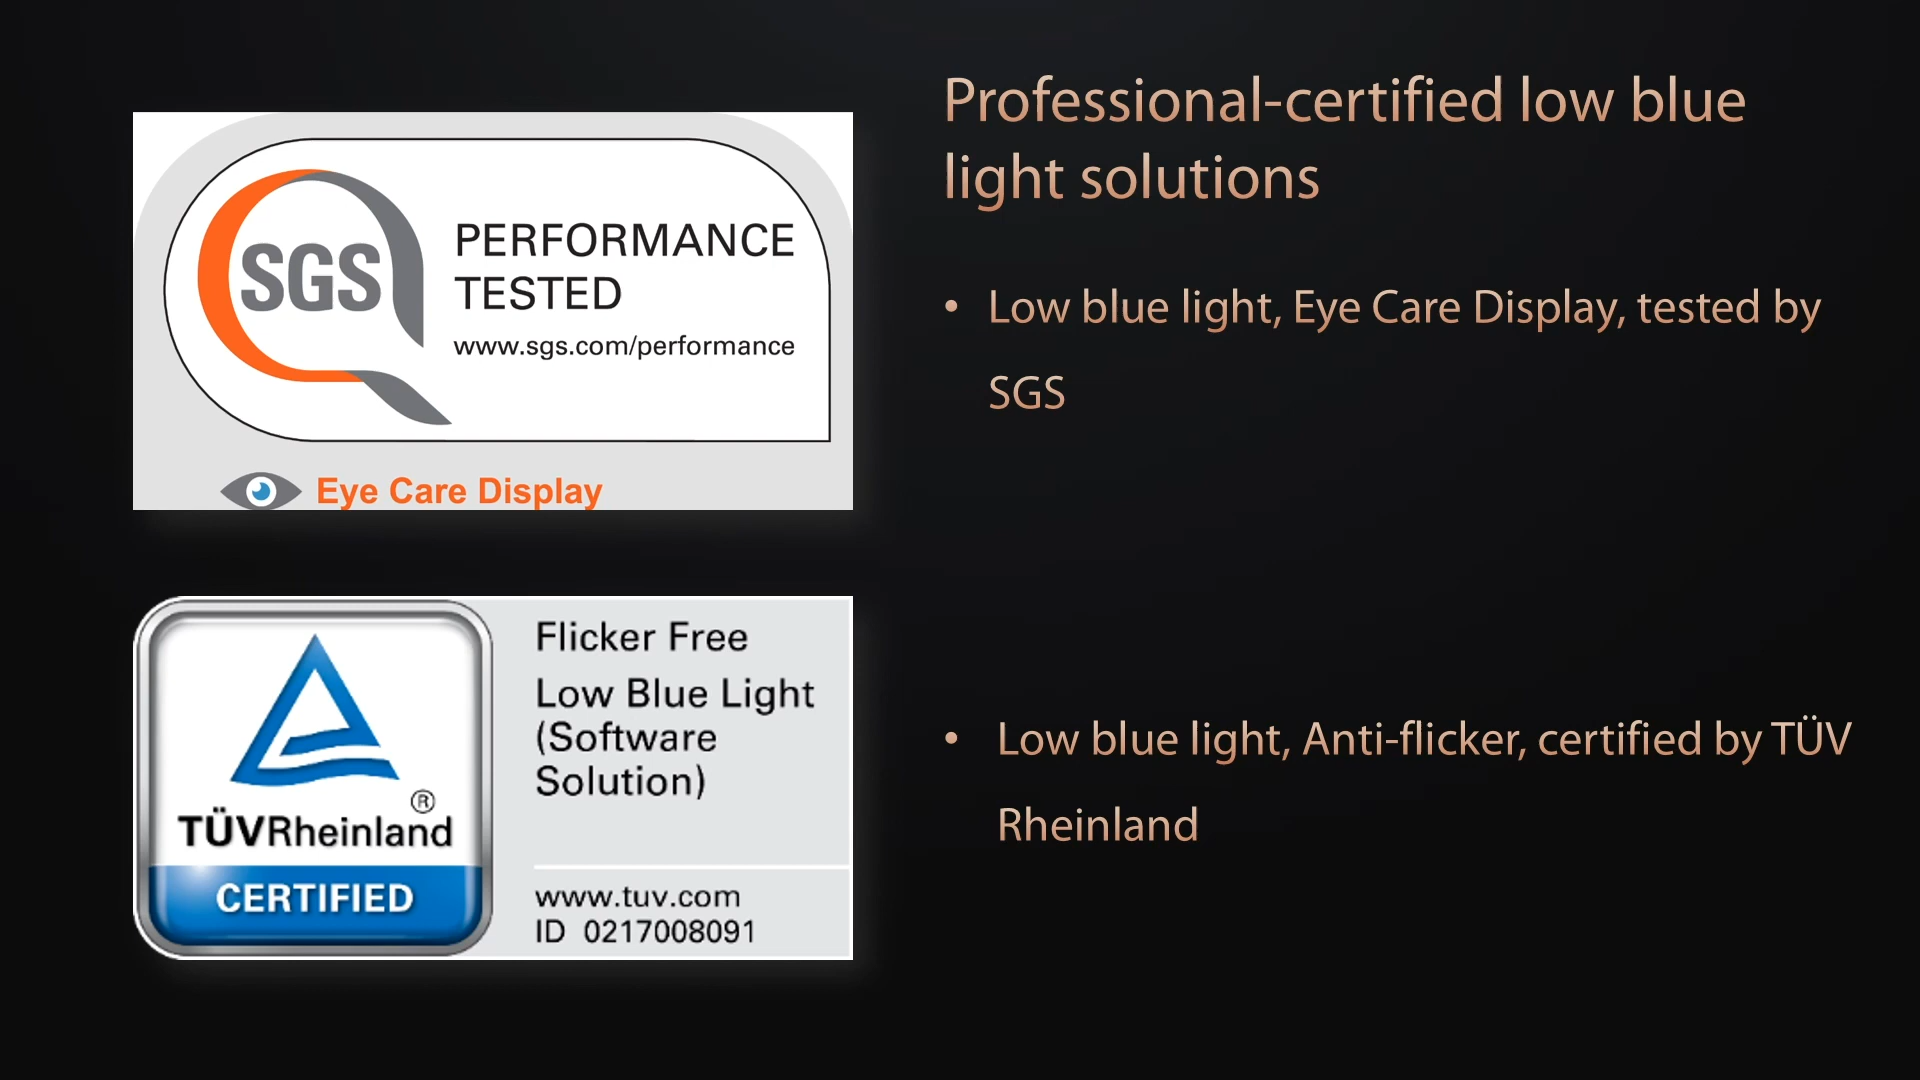 Professional-certified low blue
light solutions
SGS
PERFORMANCE
TESTED
www.sgs.com/performance
Eye Care Display
• Low blue light, Eye Care Display, tested by
SGS
TÜVRheinland
®
CERTIFIED
Flicker Free
Low Blue Light
(Software
Solution)
www.tuv.com
ID 0217008091
• Low blue light, Anti-flicker, certified by TÜV
Rheinland